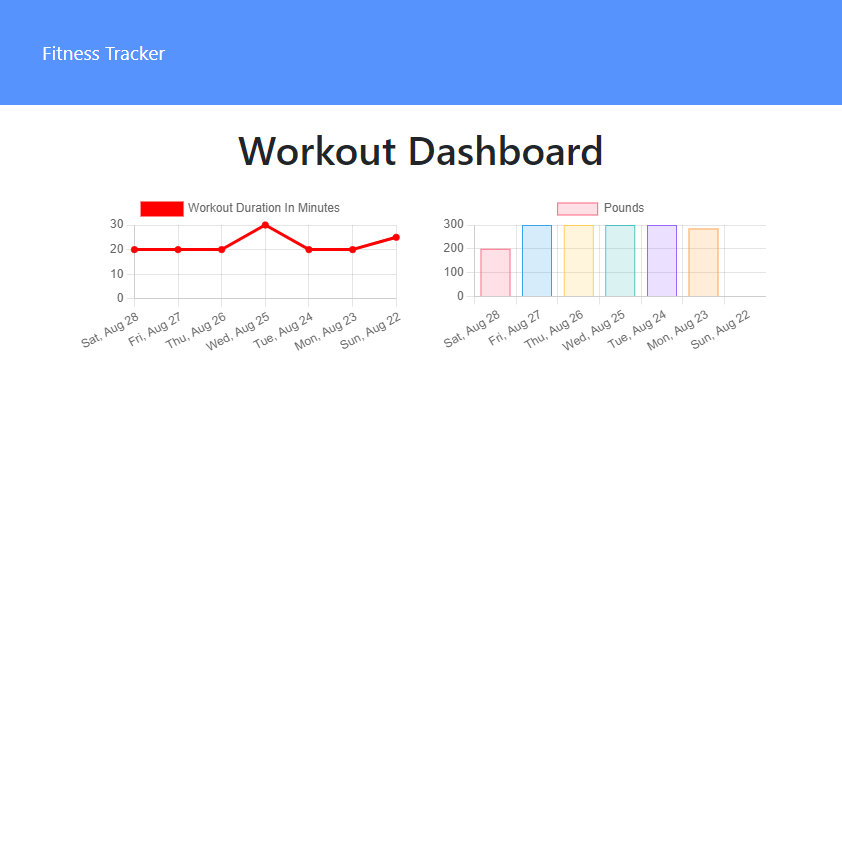 Fitness Tracker
Workout Dashboard
Workout Duration In Minutes
30
20
10
0
Sat, Aug 28
Fri, Aug 27
Thu, Aug 26
Wed, Aug 25
Tue, Aug 24
Mon, Aug 23
Sun, Aug 22
Pounds
300
200
100
0
Sat, Aug 28
Fri, Aug 27
Thu, Aug 26
Wed, Aug 25
Tue, Aug 24
Mon, Aug 23
Sun, Aug 22